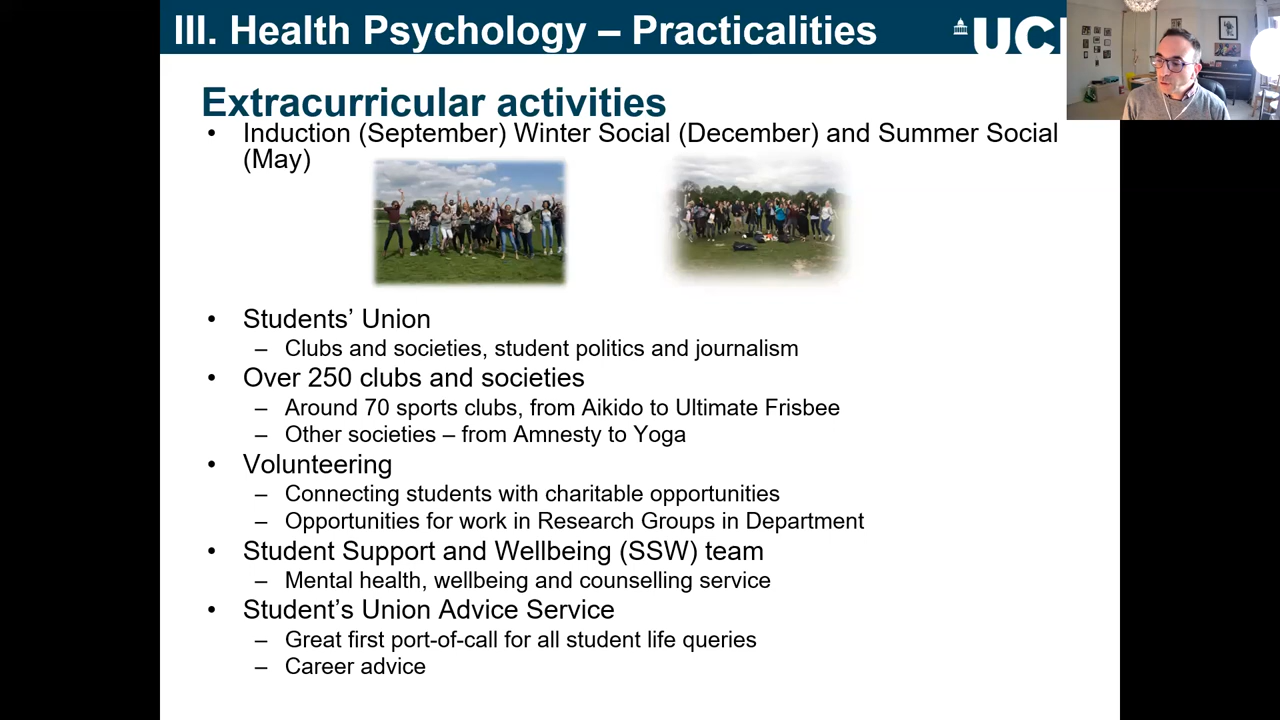 III. Health Psychology – Practicalities
UCL
Extracurricular activities
• Induction (September) Winter Social (December) and Summer Social
(May)
• Students’ Union
– Clubs and societies, student politics and journalism
• Over 250 clubs and societies
– Around 70 sports clubs, from Aikido to Ultimate Frisbee
– Other societies – from Amnesty to Yoga
• Volunteering
– Connecting students with charitable opportunities
– Opportunities for work in Research Groups in Department
• Student Support and Wellbeing (SSW) team
– Mental health, wellbeing and counselling service
• Student’s Union Advice Service
– Great first port-of-call for all student life queries
– Career advice